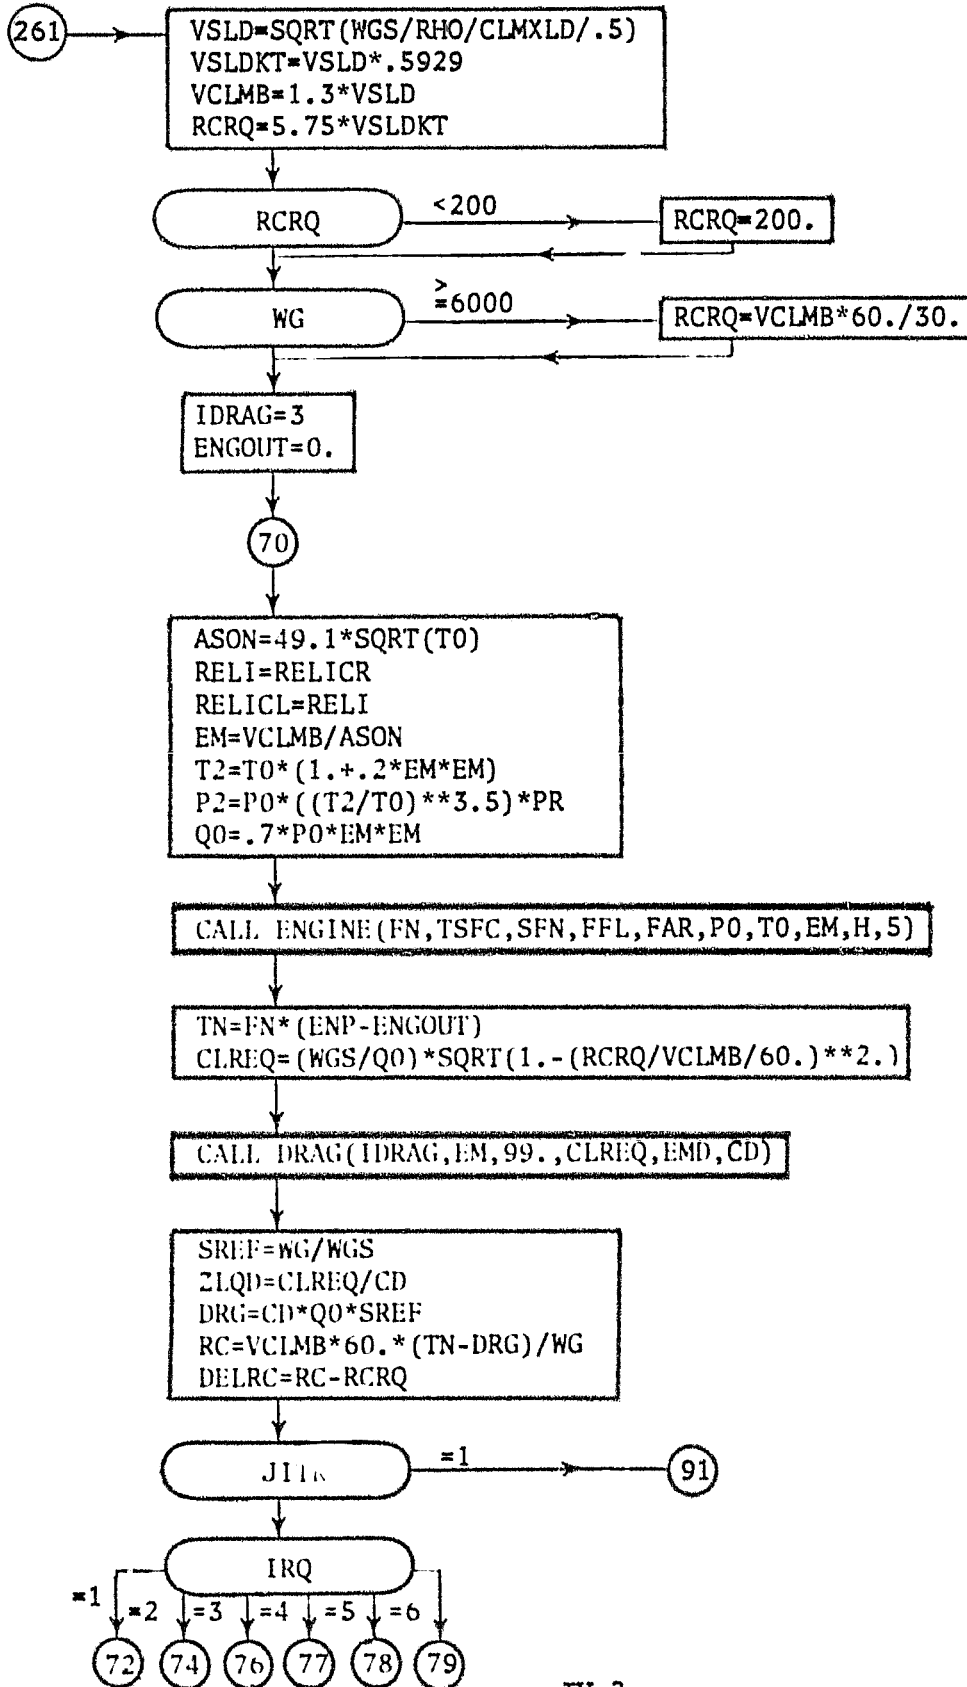 261
VSLD=SQRT(WGS/RHO/CLMXLD/.5)
VSLDKT=VSLD*.5929
VCLMB=1.3*VSLD
RCRQ=5.75*VSLDKT
RCRQ
<200
RCRQ=200.
WG
>
=6000
RCRQ=VCLMB*60./30.
IDRAG=3
ENGOUT=0.
70
ASON=49.1*SQRT(T0)
RELI=RELICR
RELICL=RELI
EM=VCLMB/ASON
T2=T0*(1.+.2*EM*EM)
P2=P0*((T2/T0)**3.5)*PR
Q0=.7*P0*EM*EM
CALL ENGINE(FN,TSFC,SFN,FFL,FAR,PO,TO,EM,H,5)
TN=FN*(ENP-ENGOUT)
CLREQ=(WGS/Q0)*SQRT(1.-(RCRQ/VCLMB/60.)**2.)
CALL DRAG(IDRAG,EM,99.,CLREQ,EMD,CD)
SREF=WG/WGS
ZLQD=CLREQ/CD
DRG=CD*Q0*SREF
RC=VCLMB*60.*(TN-DRG)/WG
DELRC=RC-RCRQ
=1
91
IRQ
=1 =2 =3 =4 =5 =6
72 74 76 77 78 79